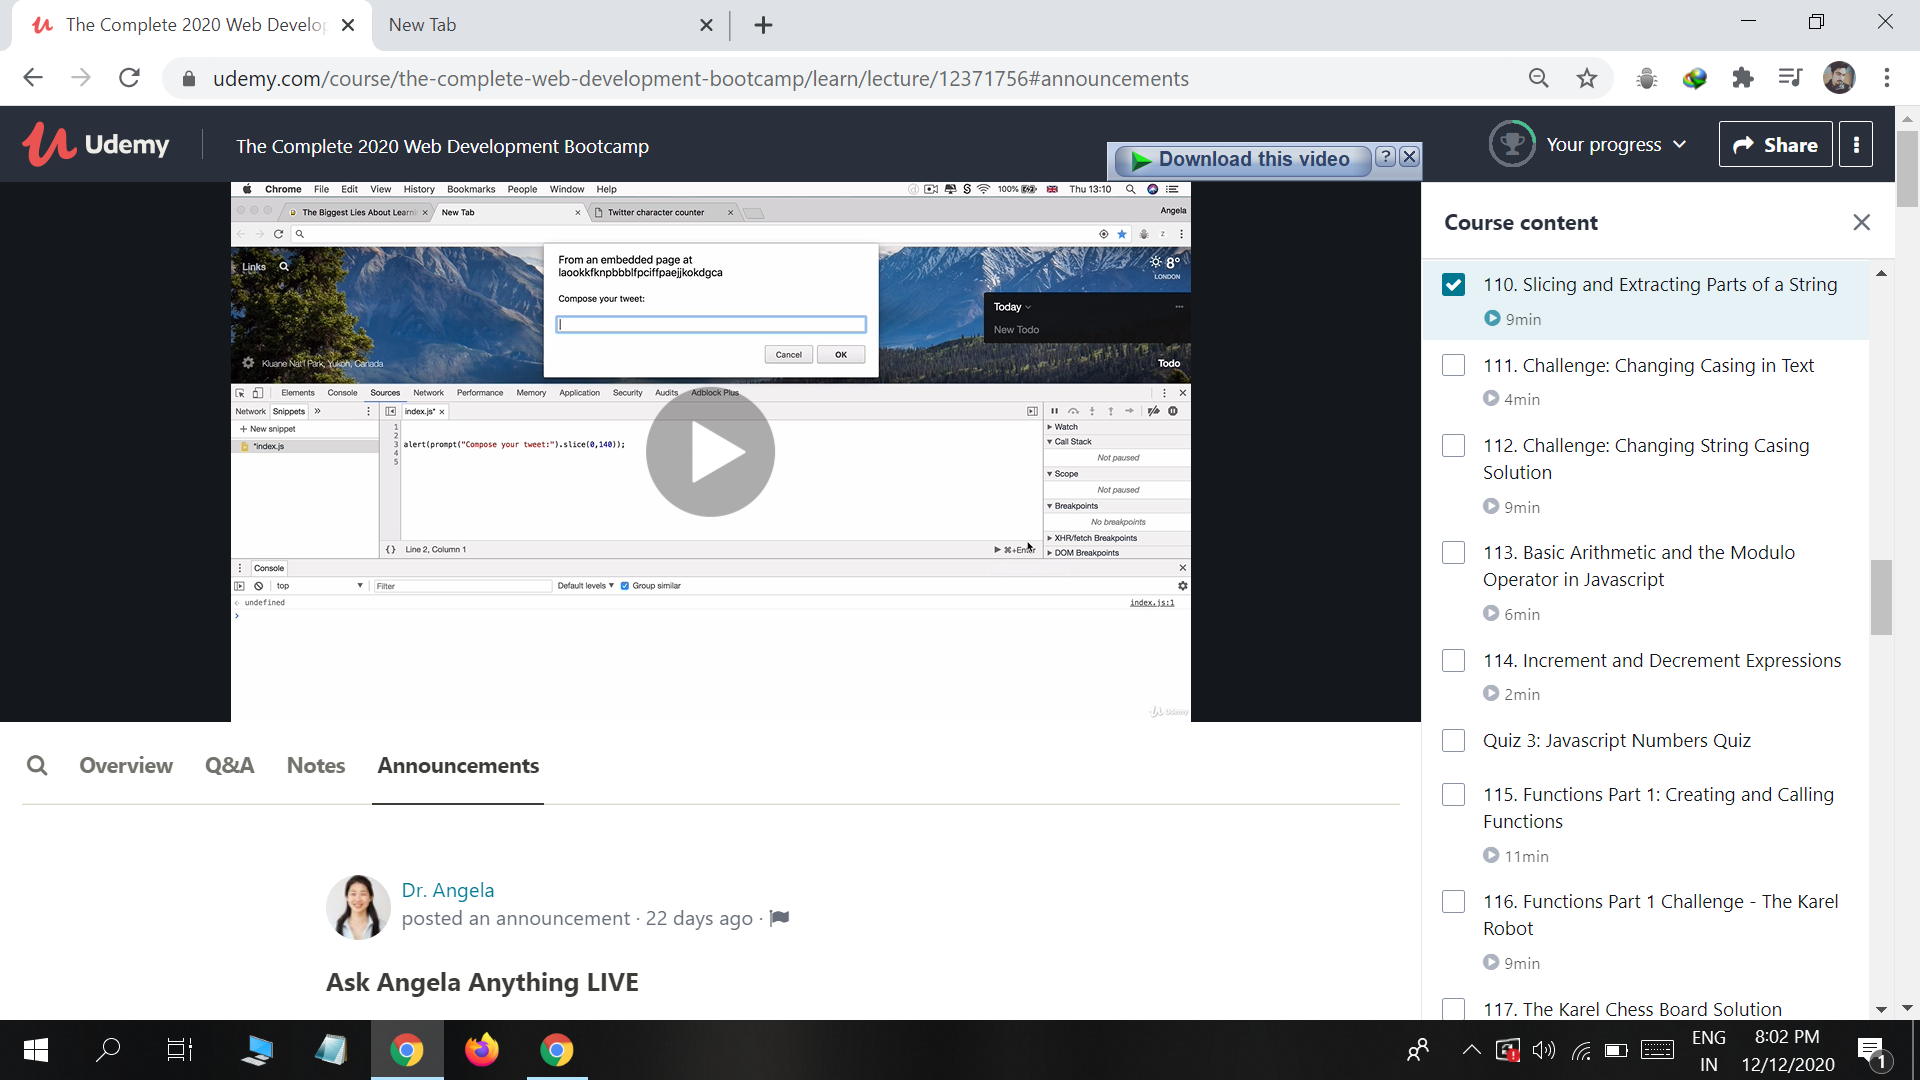 The Complete 2020 Web Develo
New Tab
udemy.com/course/the-complete-web-development-bootcamp/learn/lecture/12371756#announcements
Udemy
The Complete 2020 Web Development Bootcamp
Download this video
?
Your progress
Share
Chrome File Edit View History Bookmarks People Window Help
100% Thu 13:10
The Biggest Lies About Learni
New Tab
Twitter character counter
Angela
Links
From an embedded page at
laookkfknpbbblfpciffpaejjkokdgca
Compose your tweet:
Cancel
OK
8°
LONDON
Today
New Todo
Kluane Nat'l Park, Yukon, Canada
Todo
Elements Console Sources Network Performance Memory Application Security Audits Adblock Plus
Network Snippets »
index.js*
+ New snippet
*index.js
1
2
3 alert(prompt("Compose your tweet:").slice(0,140));
4
5
Watch
Call Stack
Not paused
Scope
Not paused
Breakpoints
No breakpoints
XHR/fetch Breakpoints
DOM Breakpoints
{} Line 2, Column 1
⌘+Enter
Console
top
Filter
Default levels
Group similar
undefined
index.js:1
Udemy
Overview
Q&A
Notes
Announcements
Dr. Angela
posted an announcement · 22 days ago ·
Ask Angela Anything LIVE
Course content
110. Slicing and Extracting Parts of a String
9min
111. Challenge: Changing Casing in Text
4min
112. Challenge: Changing String Casing
Solution
9min
113. Basic Arithmetic and the Modulo
Operator in Javascript
6min
114. Increment and Decrement Expressions
2min
Quiz 3: Javascript Numbers Quiz
115. Functions Part 1: Creating and Calling
Functions
11min
116. Functions Part 1 Challenge - The Karel
Robot
9min
117. The Karel Chess Board Solution
ENG
IN
8:02 PM
12/12/2020
1